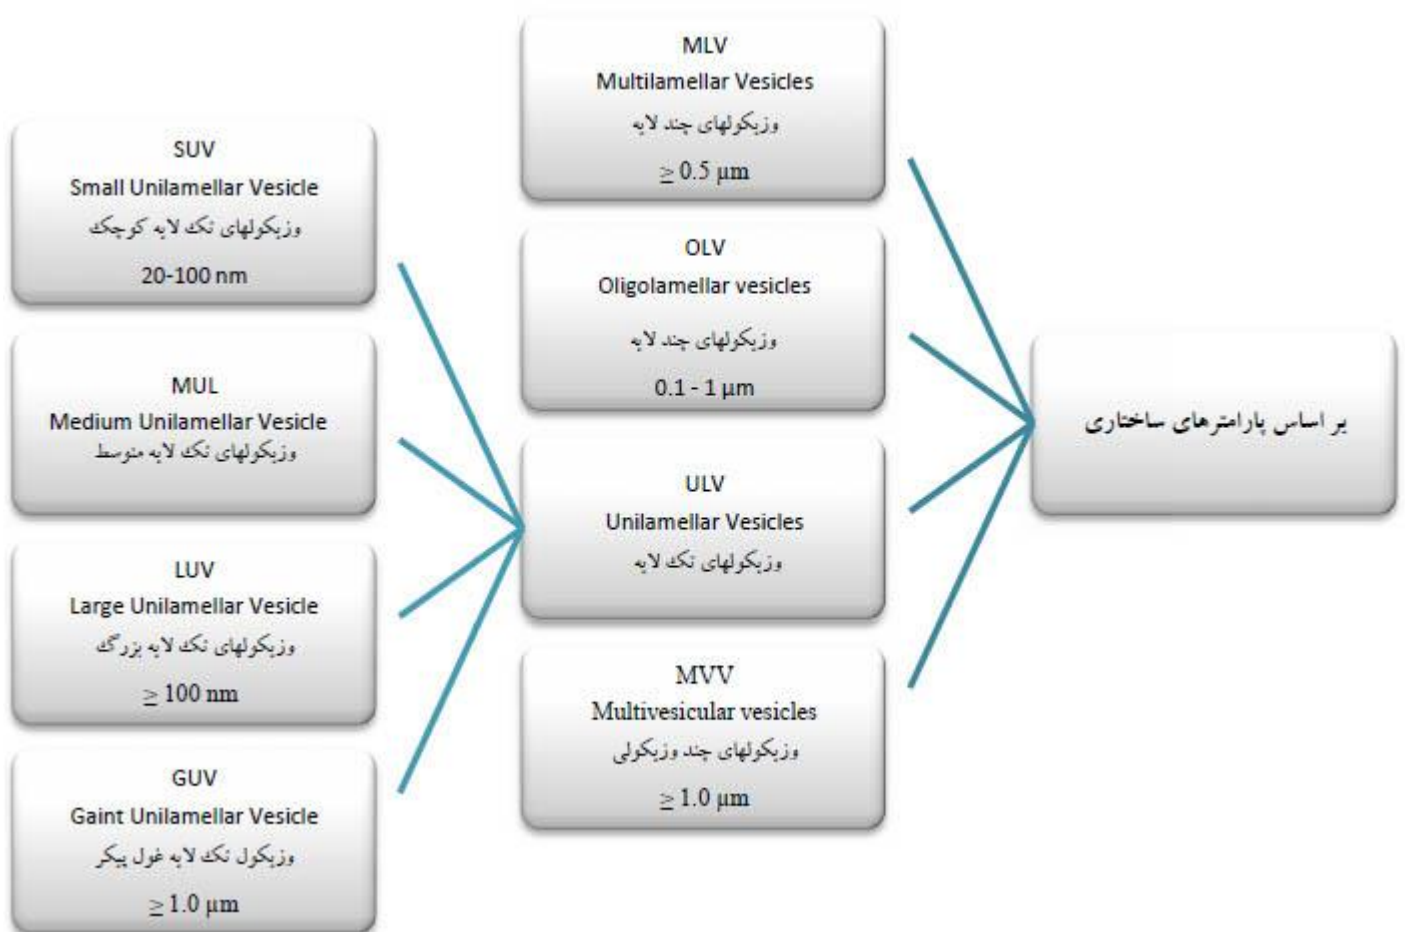 MLV
Multilamellar Vesicles
وزیکولهای چند لایه
≥ 0.5 µm
SUV
Small Unilamellar Vesicle
وزیکولهای تک لایه کوچک
20-100 nm
OLV
Oligolamellar vesicles
وزیکولهای چند لایه
0.1 - 1 µm
MUL
Medium Unilamellar Vesicle
وزیکولهای تک لایه متوسط
بر اساس پارامترهای ساختاری
ULV
Unilamellar Vesicles
وزیکولهای تک لایه
LUV
Large Unilamellar Vesicle
وزیکولهای تک لایه بزرگ
≥ 100 nm
MVV
Multivesicular vesicles
وزیکولهای چند وزیکولی
≥ 1.0 µm
GUV
Gaint Unilamellar Vesicle
وزیکول تک لایه غول پیکر
≥ 1.0 µm